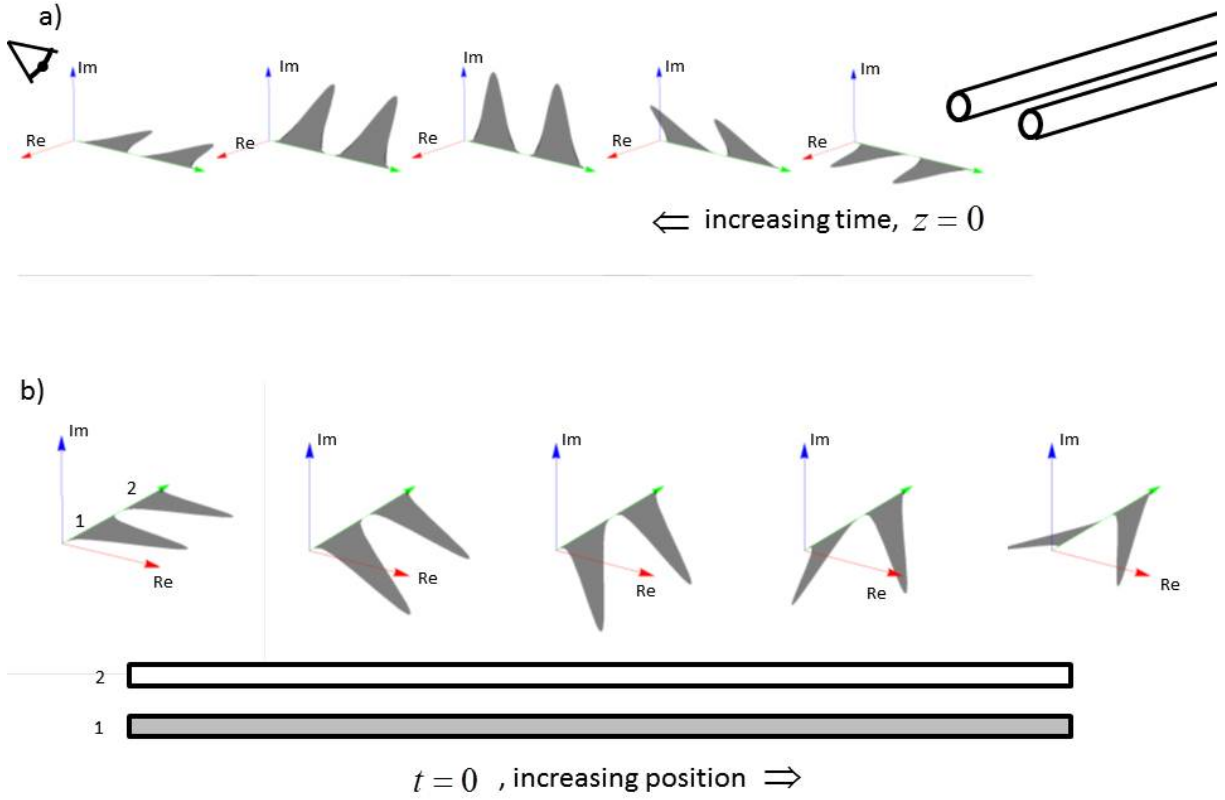 a)
Im
Im
Im
Im
Im
Re
Re
Re
Re
Re
⇐ increasing time, z = 0
b)
Im
Im
Im
Im
Im
2
1
Re
Re
Re
Re
Re
2
1
t = 0 , increasing position ⇒